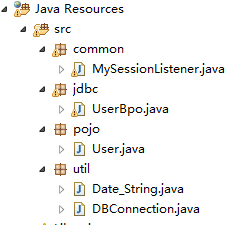 Java Resources
src
common
MySessionListener.java
jdbc
UserBpo.java
pojo
User.java
util
Date_String.java
DBConnection.java